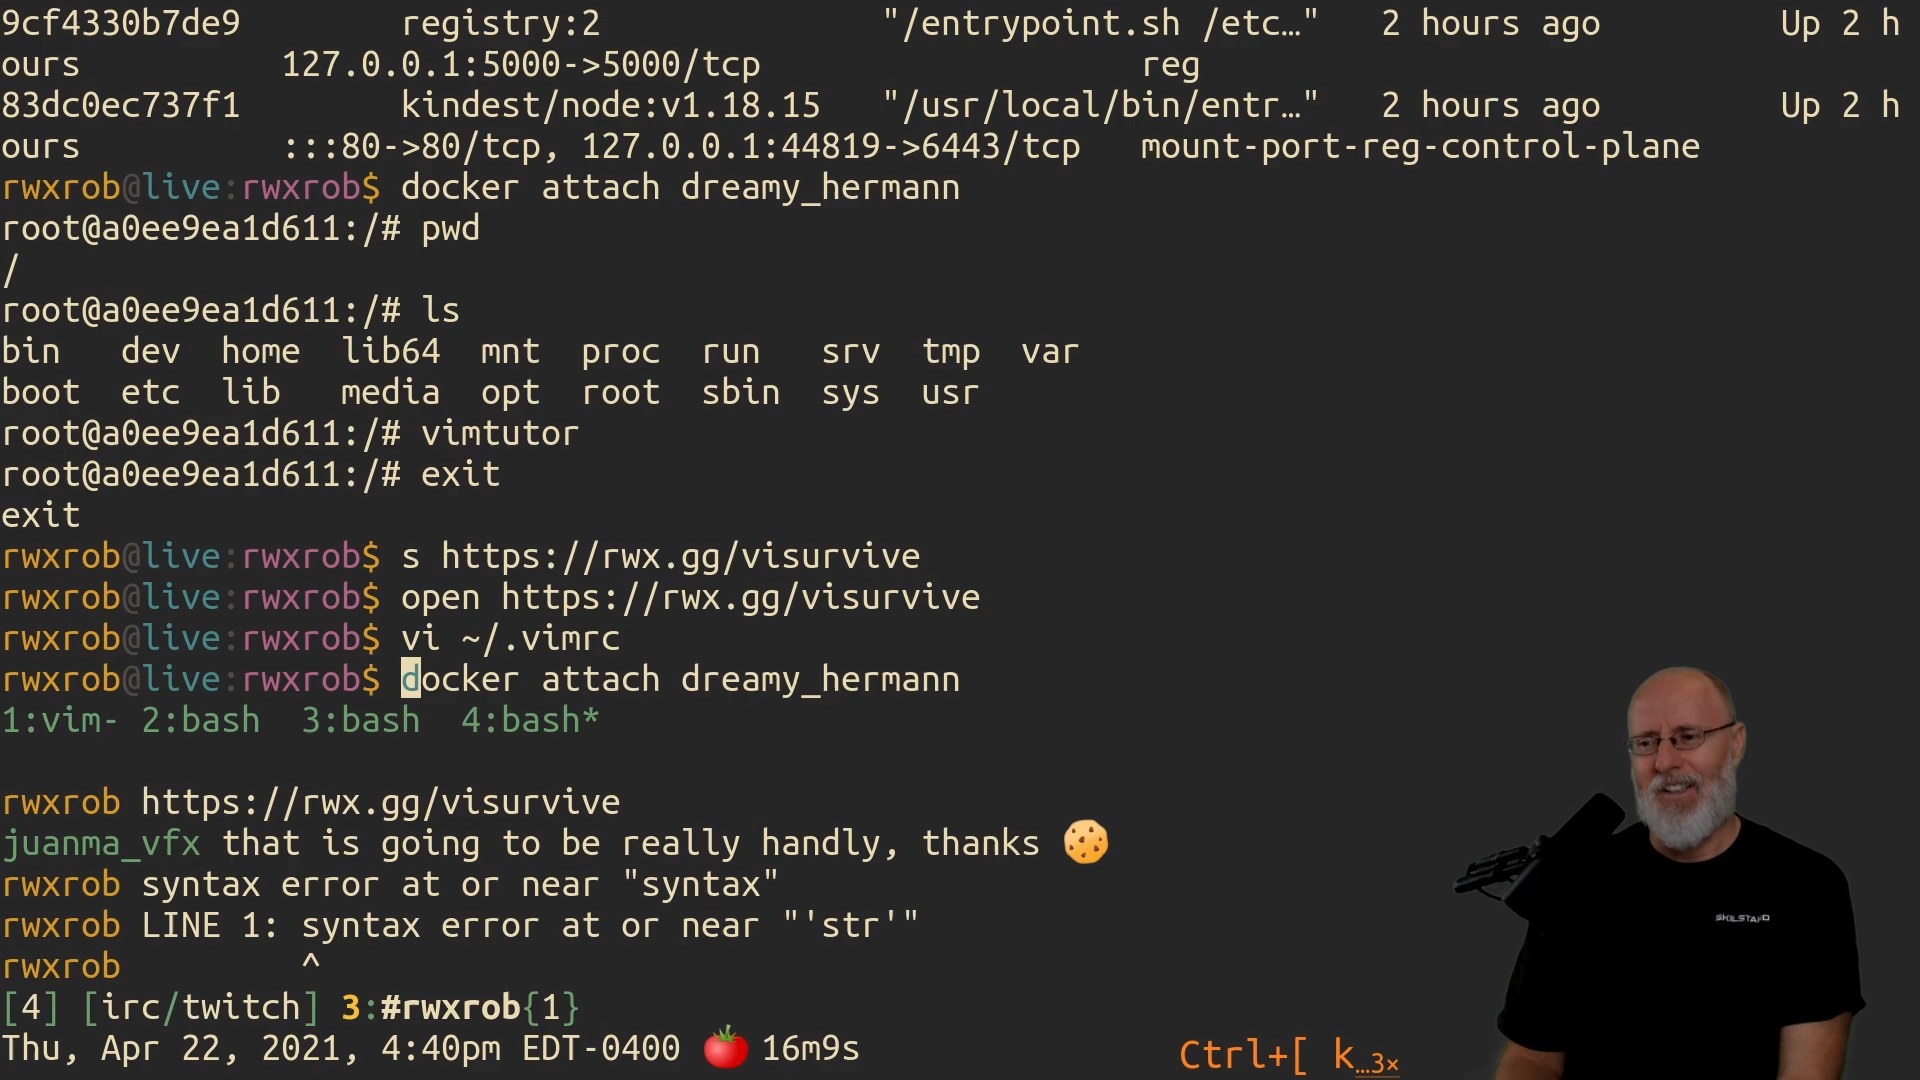 9cf4330b7de9        registry:2              "/entrypoint.sh /etc…"   2 hours ago         Up 2 h
ours          127.0.0.1:5000->5000/tcp                   reg
83dc0ec737f1        kindest/node:v1.18.15   "/usr/local/bin/entr…"   2 hours ago         Up 2 h
ours          :::80->80/tcp, 127.0.0.1:44819->6443/tcp   mount-port-reg-control-plane
rwxrob@live:rwxrob$ docker attach dreamy_hermann
root@a0ee9ea1d611:/# pwd
/
root@a0ee9ea1d611:/# ls
bin   dev  home  lib64  mnt  proc  run   srv  tmp  var
boot  etc  lib   media  opt  root  sbin  sys  usr
root@a0ee9ea1d611:/# vimtutor
root@a0ee9ea1d611:/# exit
exit
rwxrob@live:rwxrob$ s https://rwx.gg/visurvive
rwxrob@live:rwxrob$ open https://rwx.gg/visurvive
rwxrob@live:rwxrob$ vi ~/.vimrc
rwxrob@live:rwxrob$ docker attach dreamy_hermann
1:vim- 2:bash  3:bash  4:bash*
rwxrob https://rwx.gg/visurvive
juanma_vfx that is going to be really handly, thanks 🍪
rwxrob syntax error at or near "syntax"
rwxrob LINE 1: syntax error at or near "'str'"
rwxrob         ^
[4] [irc/twitch] 3:#rwxrob{1}
Thu, Apr 22, 2021, 4:40pm EDT-0400 🍅 16m9s
Ctrl+[ k…3×